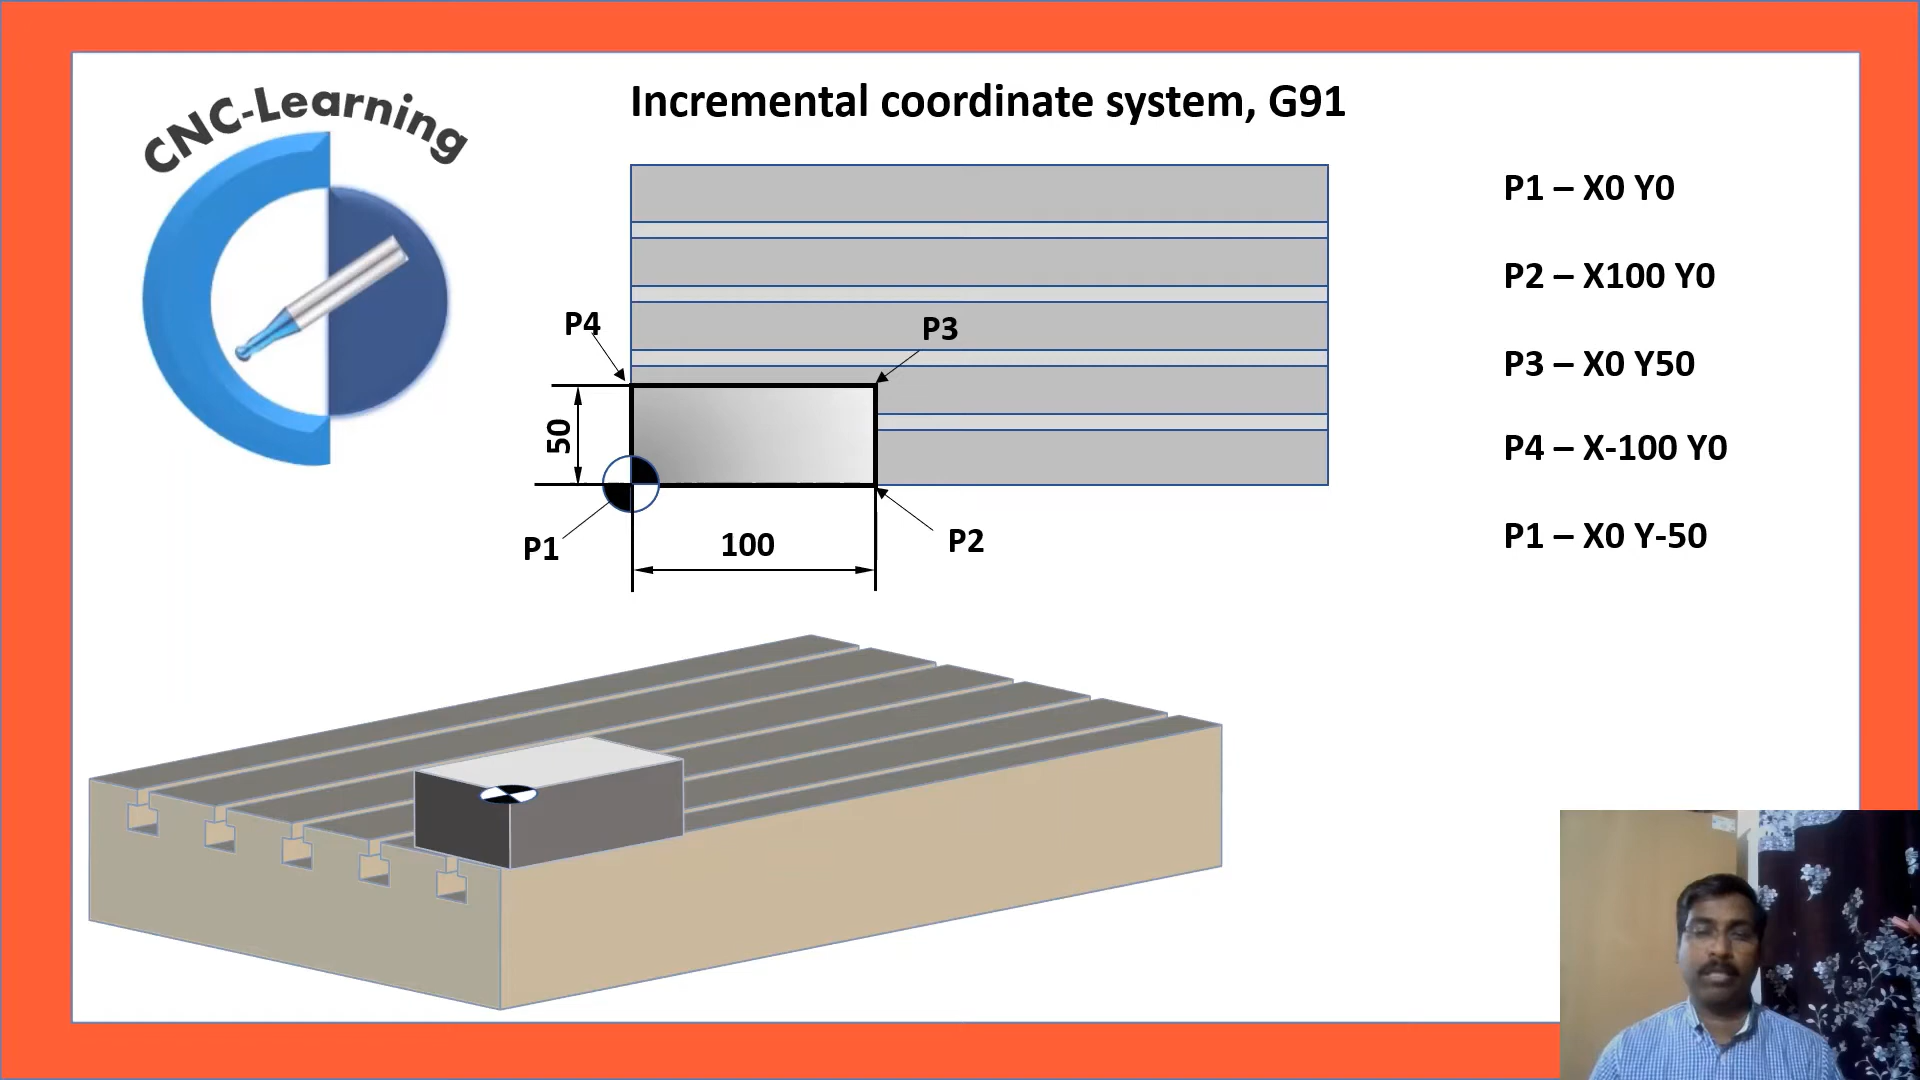 CNC-Learning
Incremental coordinate system, G91
P1 – X0 Y0
P2 – X100 Y0
P3 – X0 Y50
P4 – X-100 Y0
P1 – X0 Y-50
P4
P3
50
P1
100
P2